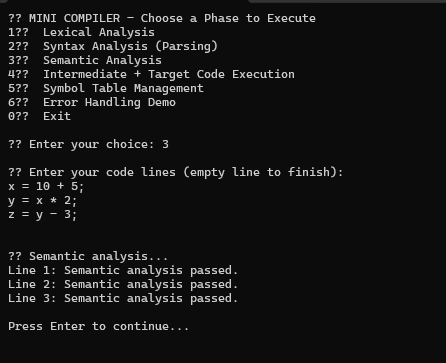 ?? MINI COMPILER - Choose a Phase to Execute
1??  Lexical Analysis
2??  Syntax Analysis (Parsing)
3??  Semantic Analysis
4??  Intermediate + Target Code Execution
5??  Symbol Table Management
6??  Error Handling Demo
0??  Exit
?? Enter your choice: 3
?? Enter your code lines (empty line to finish):
x = 10 + 5;
y = x * 2;
z = y - 3;
?? Semantic analysis...
Line 1: Semantic analysis passed.
Line 2: Semantic analysis passed.
Line 3: Semantic analysis passed.
Press Enter to continue...